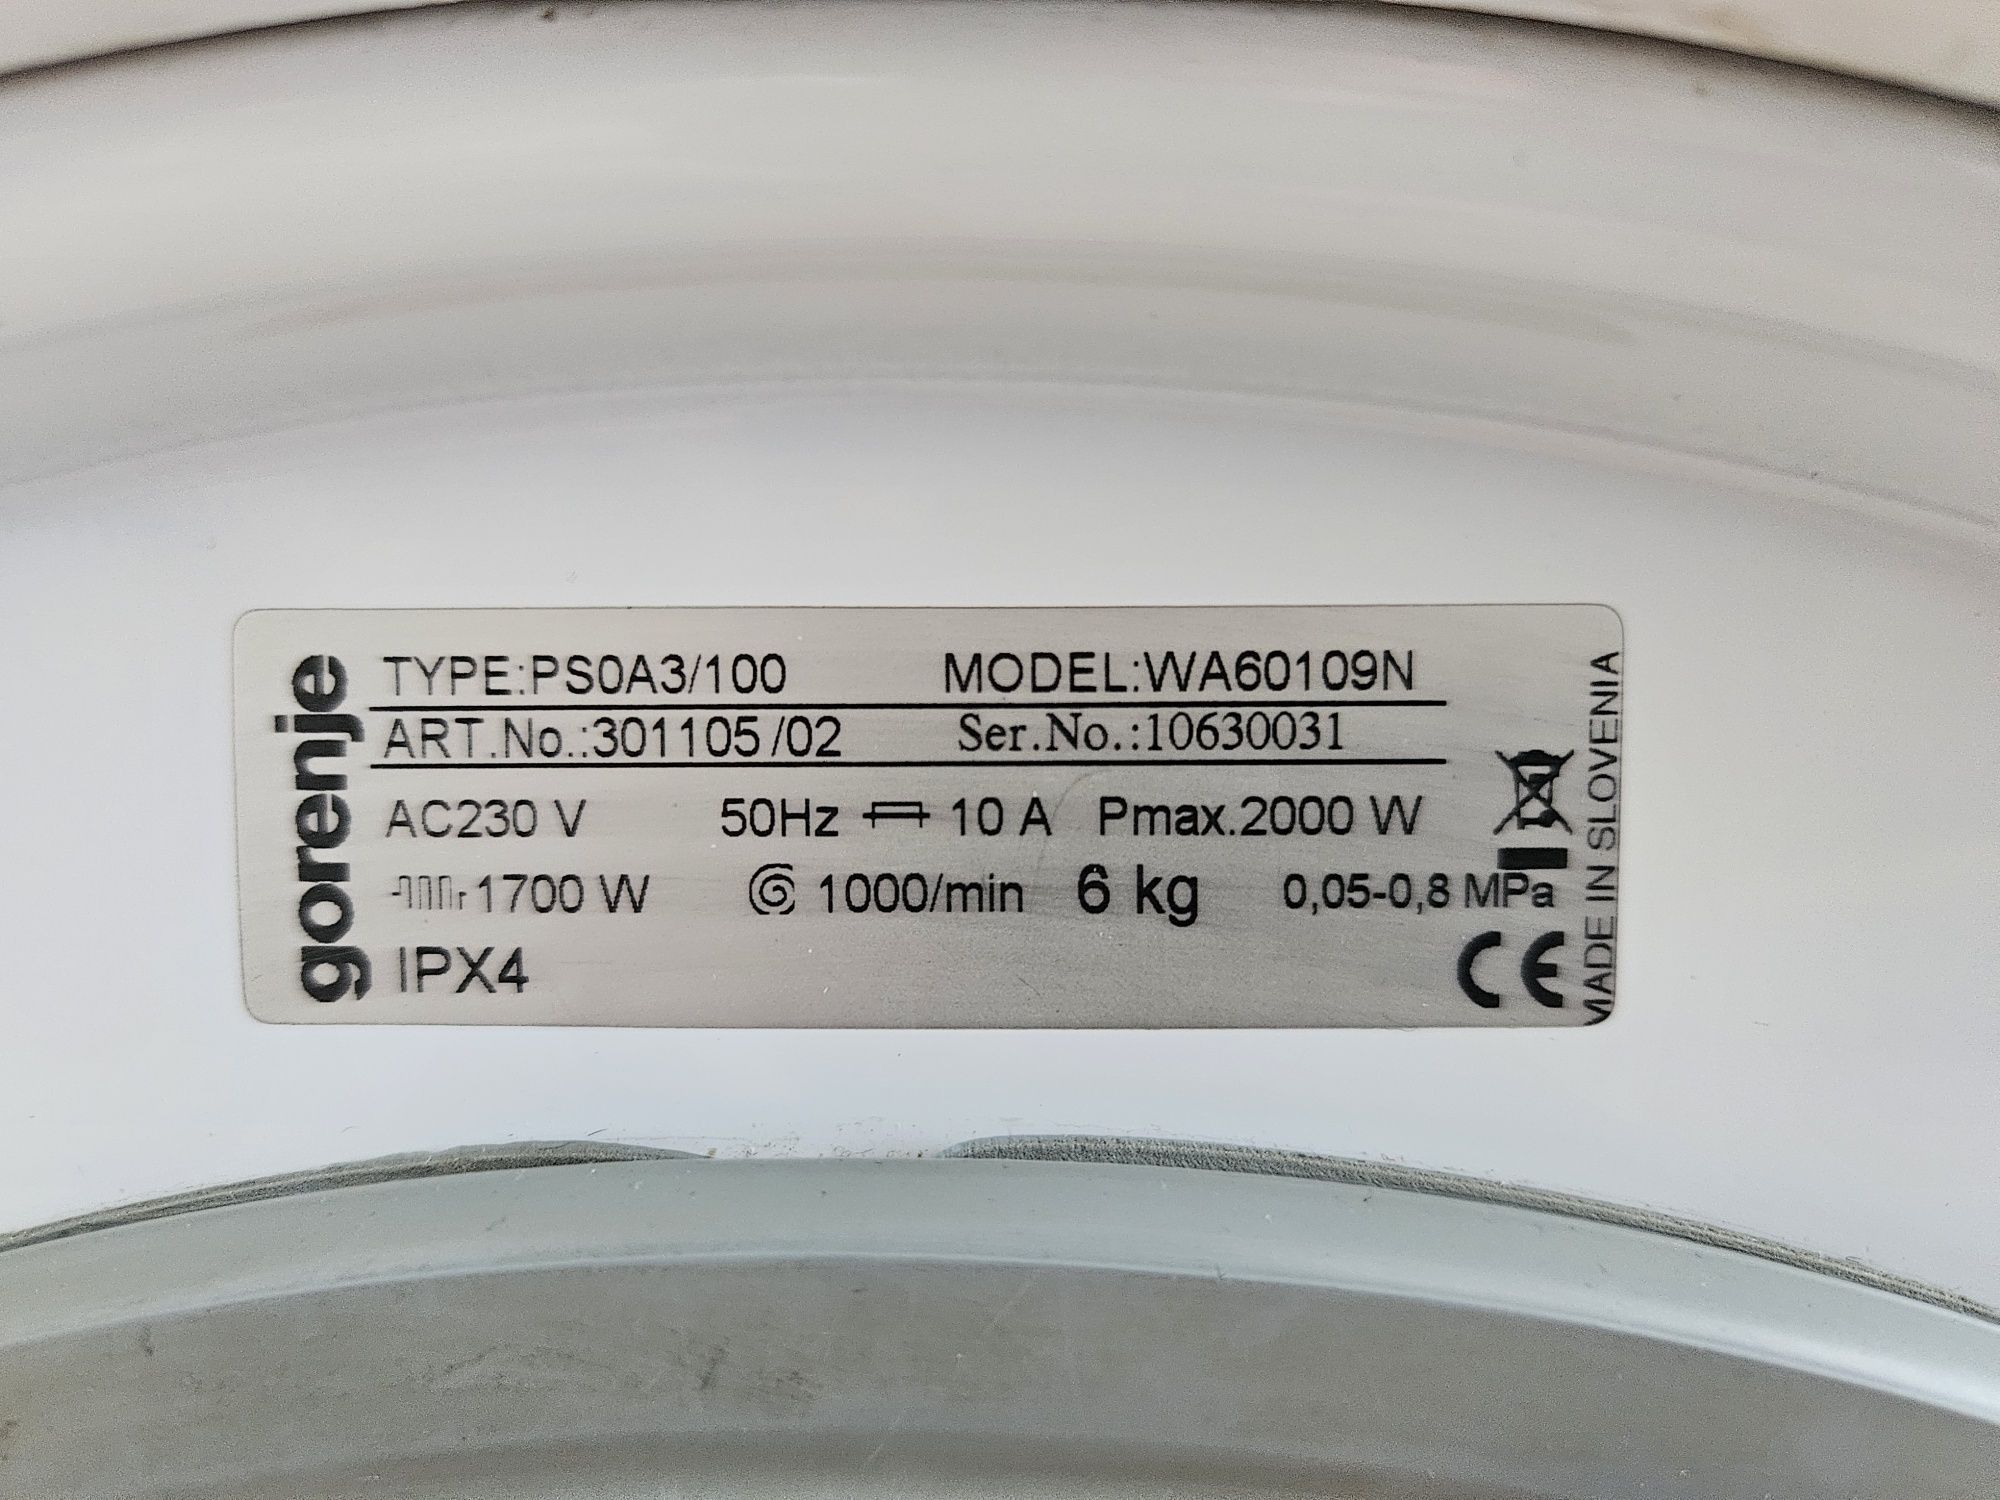 gorenje
TYPE:PS0A3/100 MODEL:WA60109N
ART.No.:301105/02 Ser.No.:10630031
AC230 V 50Hz 10 A Pmax.2000 W
1700 W 1000/min 6 kg 0,05-0,8 MPa
IPX4 CE
MADE IN SLOVENIA